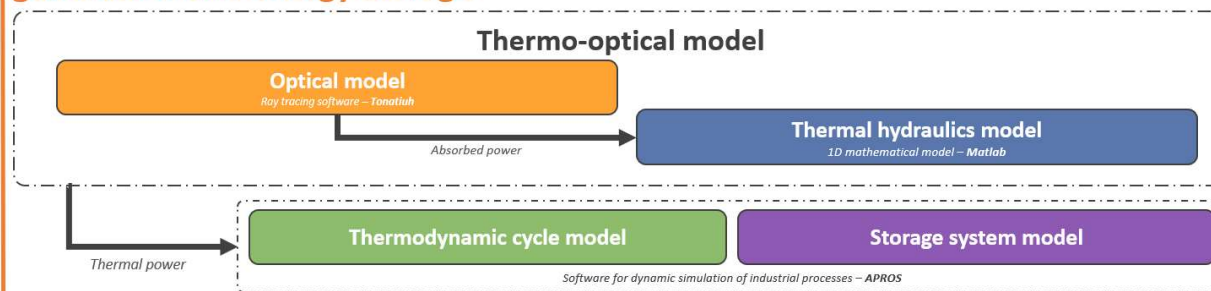 Thermo-optical model
Optical model
Ray tracing software – Tonatiuh
Absorbed power
Thermal hydraulics model
1D mathematical model – Matlab
Thermal power
Thermodynamic cycle model
Storage system model
Software for dynamic simulation of industrial processes – APROS